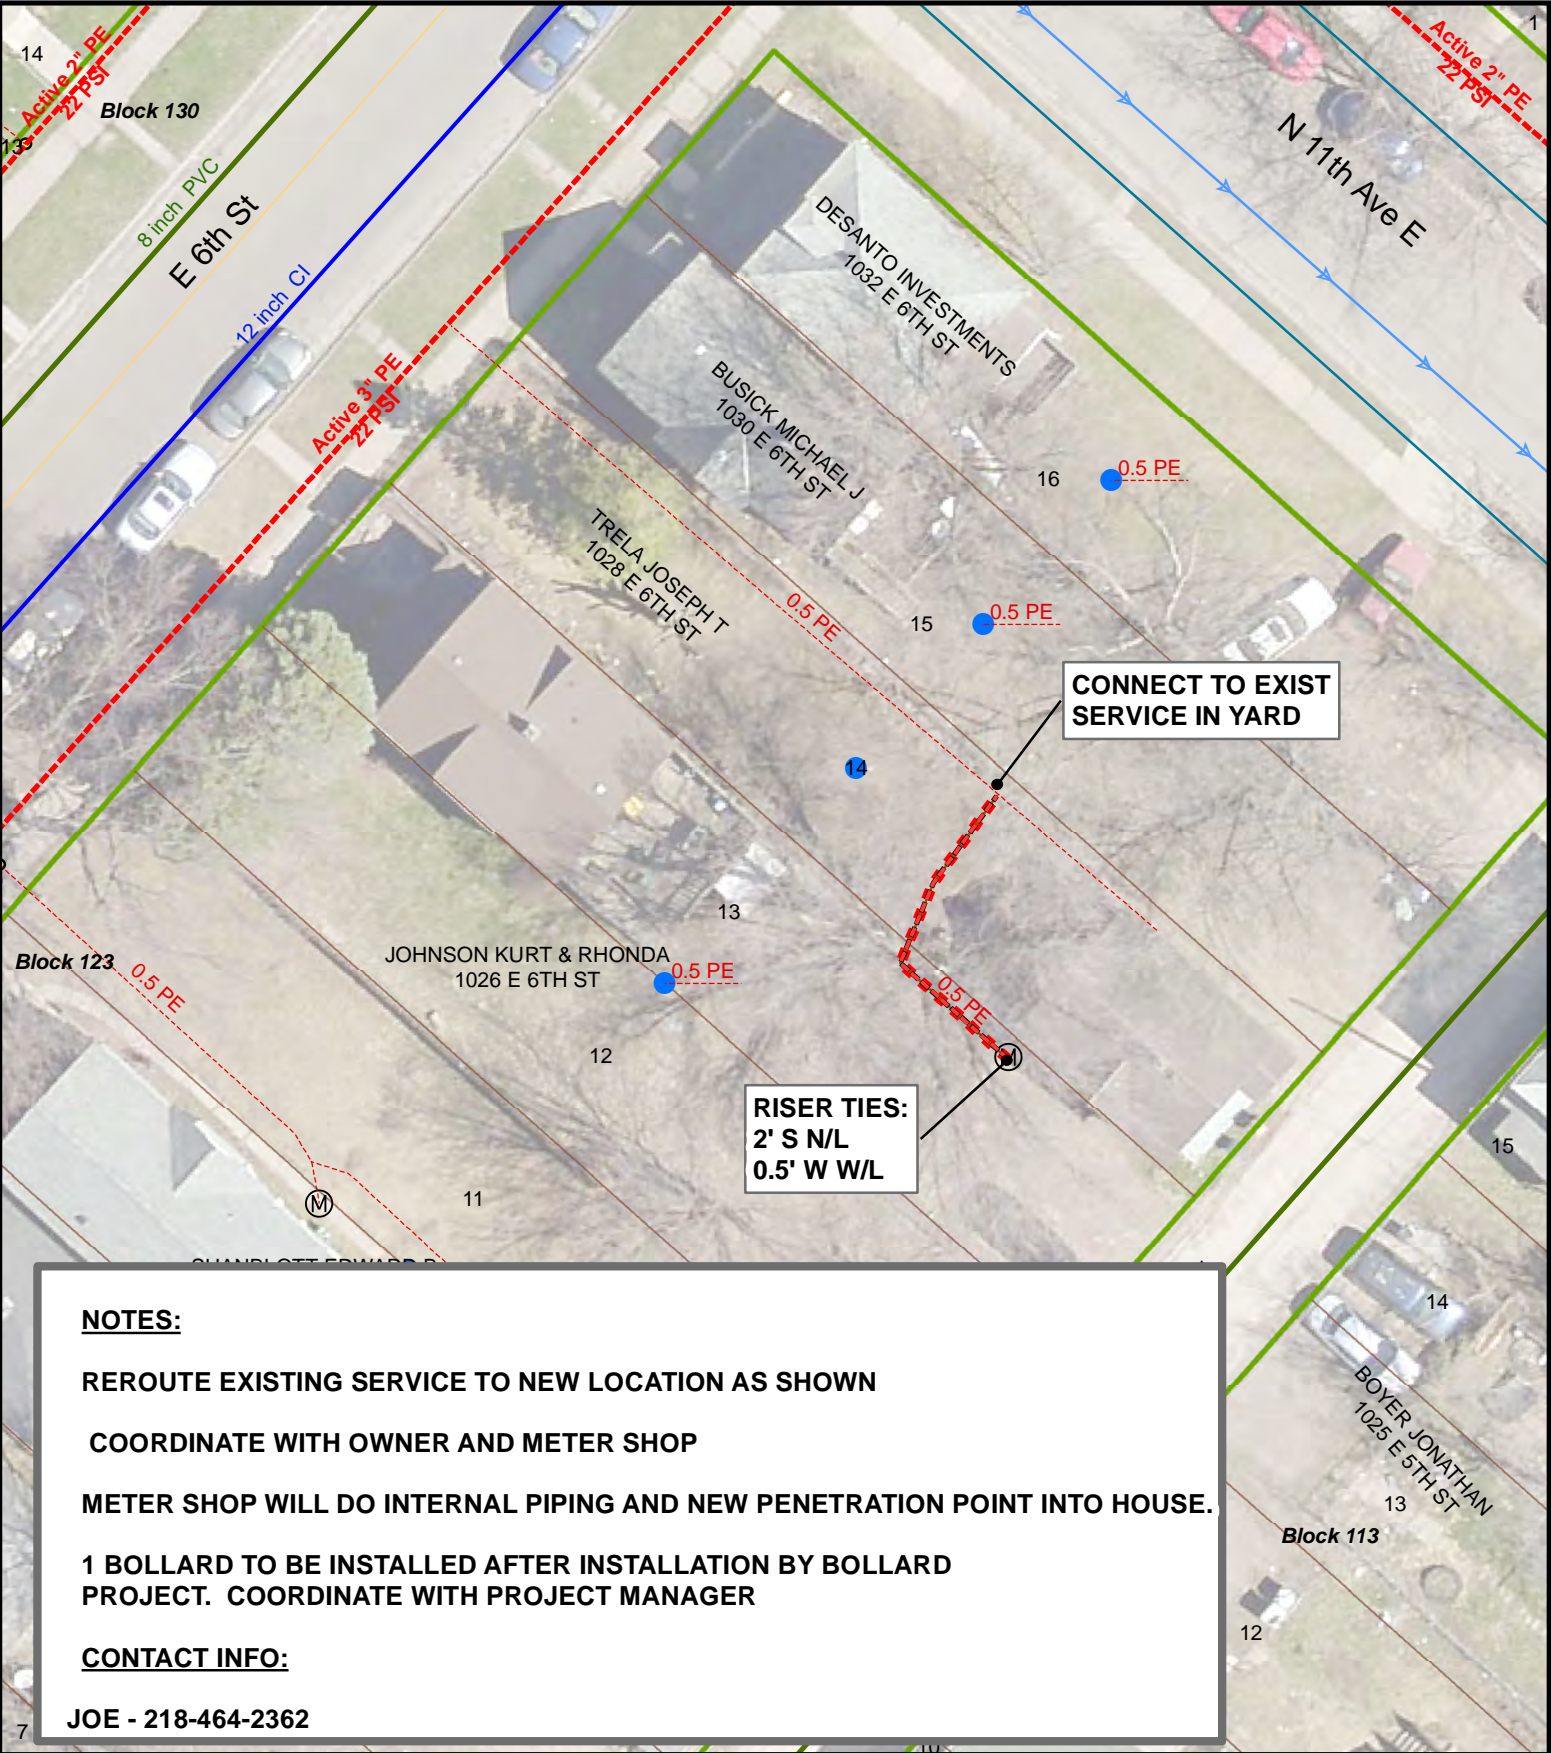 14
Active 2" PE
22 PSI
Block 130
8 inch PVC
E 6th St
12 inch CI
Active 3" PE
22 PSI
Active 2" PE
22 PSI
1
N 11th Ave E
DESANTO INVESTMENTS
1032 E 6TH ST
BUSICK MICHAEL J
1030 E 6TH ST
TRELA JOSEPH T
1028 E 6TH ST
16
0.5 PE
15
0.5 PE
0.5 PE
CONNECT TO EXIST
SERVICE IN YARD
14
13
JOHNSON KURT & RHONDA
1026 E 6TH ST
0.5 PE
Block 123
0.5 PE
0.5 PE
M
12
RISER TIES:
2' S N/L
0.5' W W/L
M
11
15
14
BOYER JONATHAN
1025 E 5TH ST
13
Block 113
12
NOTES:
REROUTE EXISTING SERVICE TO NEW LOCATION AS SHOWN
COORDINATE WITH OWNER AND METER SHOP
METER SHOP WILL DO INTERNAL PIPING AND NEW PENETRATION POINT INTO HOUSE.
1 BOLLARD TO BE INSTALLED AFTER INSTALLATION BY BOLLARD
PROJECT.  COORDINATE WITH PROJECT MANAGER
CONTACT INFO:
JOE - 218-464-2362
7